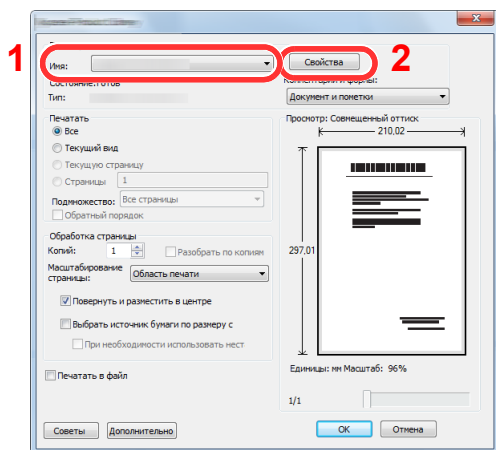 1
2
Имя:
Свойства
Состояние: Готов
Комментарии и формы:
Тип:
Документ и пометки
Печатать
Все
Текущий вид
Текущую страницу
Страницы 1
Подмножество: Все страницы
Обратный порядок
Просмотр: Совмещенный оттиск
210,02
297,01
Обработка страницы
Копий: 1
Разобрать по копиям
Масштабирование
страницы:
Область печати
Повернуть и разместить в центре
Выбрать источник бумаги по размеру с
При необходимости использовать нест
Печатать в файл
Единицы: мм Масштаб: 96%
1/1
Советы
Дополнительно
OK
Отмена